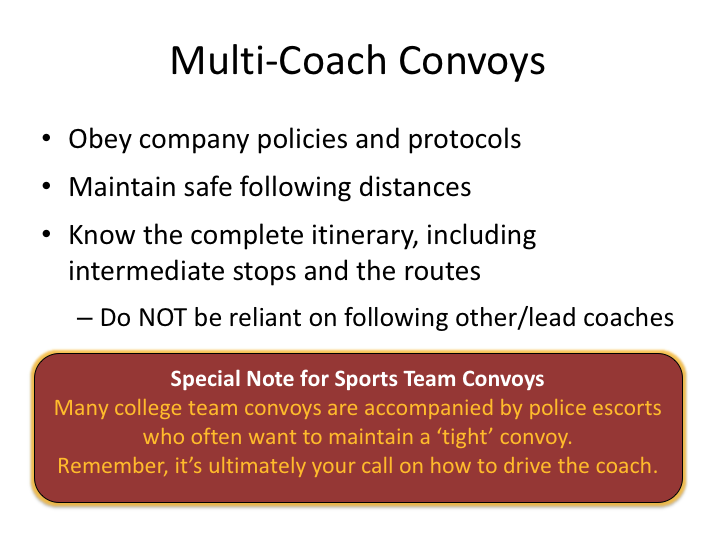 Multi-Coach Convoys
• Obey company policies and protocols
• Maintain safe following distances
• Know the complete itinerary, including
intermediate stops and the routes
– Do NOT be reliant on following other/lead coaches
Special Note for Sports Team Convoys
Many college team convoys are accompanied by police escorts
who often want to maintain a ‘tight’ convoy.
Remember, it’s ultimately your call on how to drive the coach.